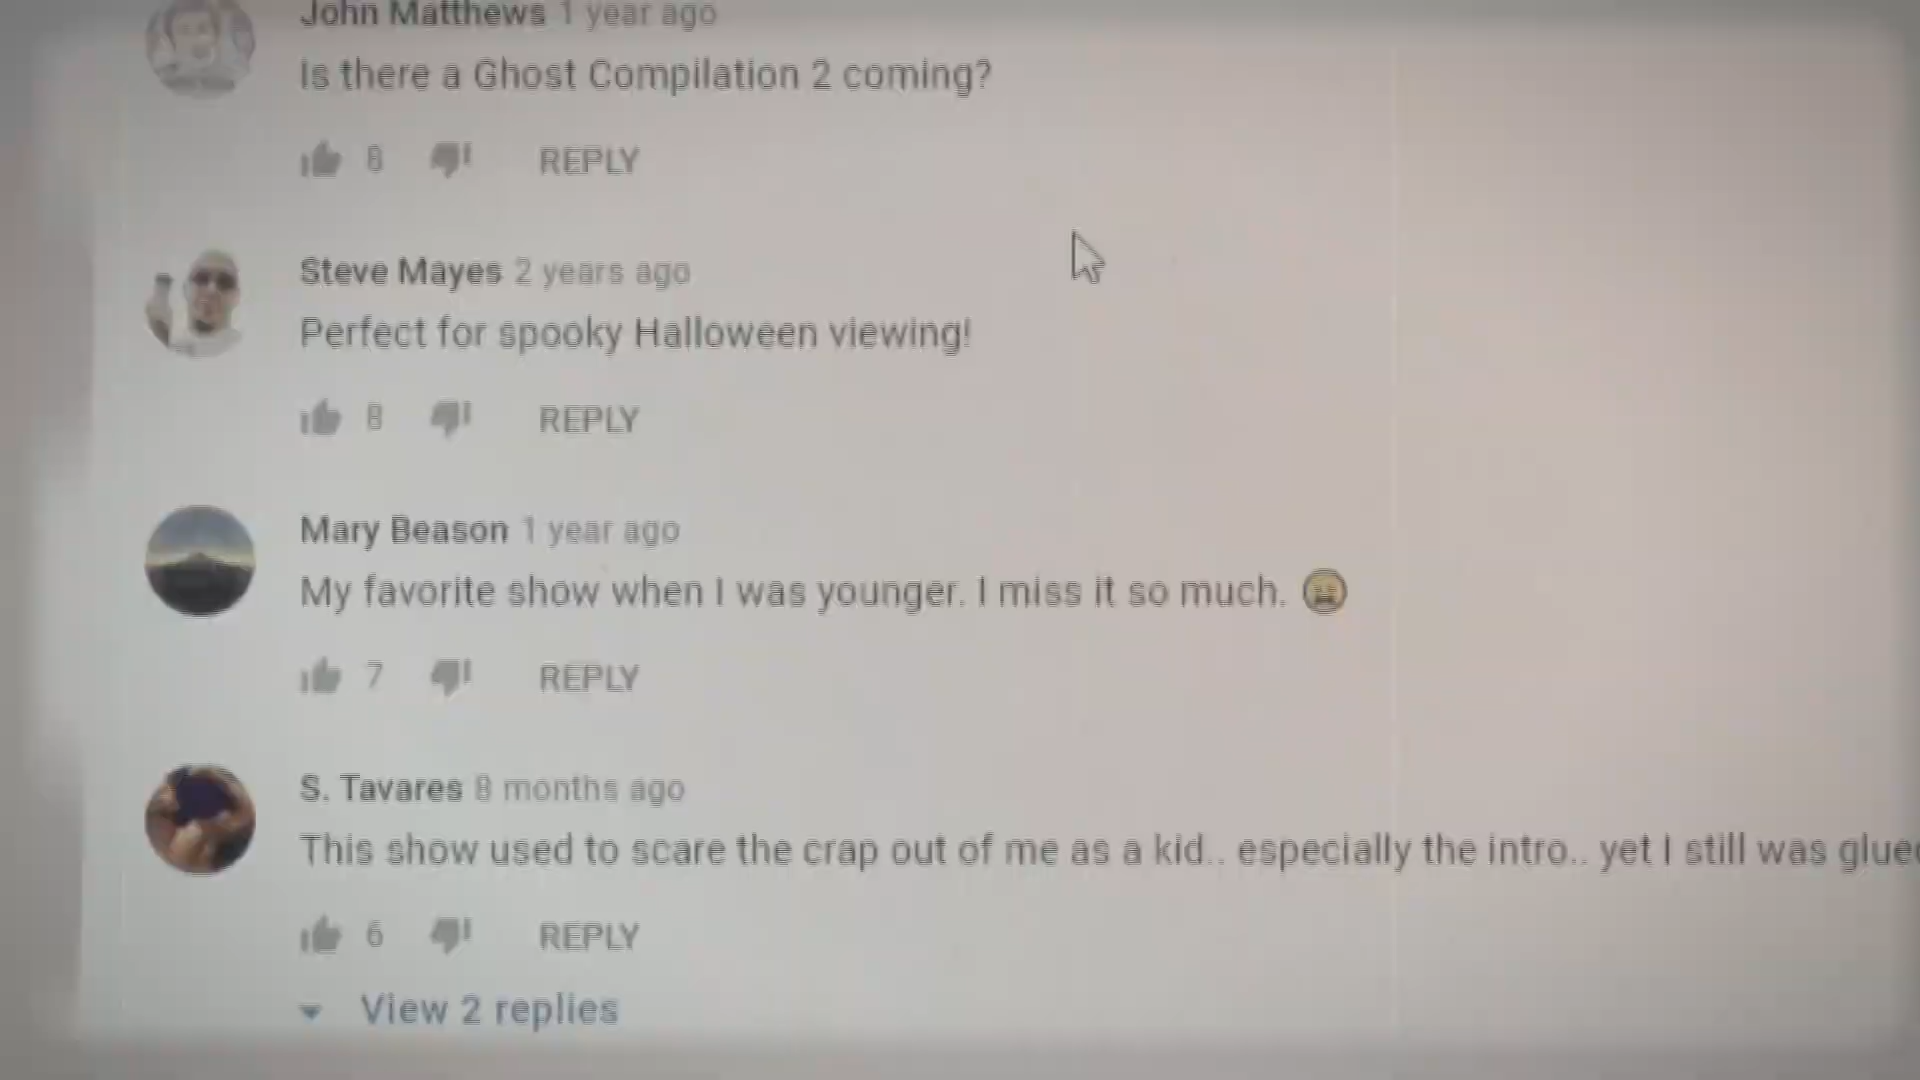 John Matthews 1 year ago
Is there a Ghost Compilation 2 coming?
8 REPLY
Steve Mayes 2 years ago
Perfect for spooky Halloween viewing!
8 REPLY
Mary Beason 1 year ago
My favorite show when I was younger. I miss it so much. 😩
7 REPLY
S. Tavares 8 months ago
This show used to scare the crap out of me as a kid.. especially the intro.. yet I still was glued
6 REPLY
View 2 replies